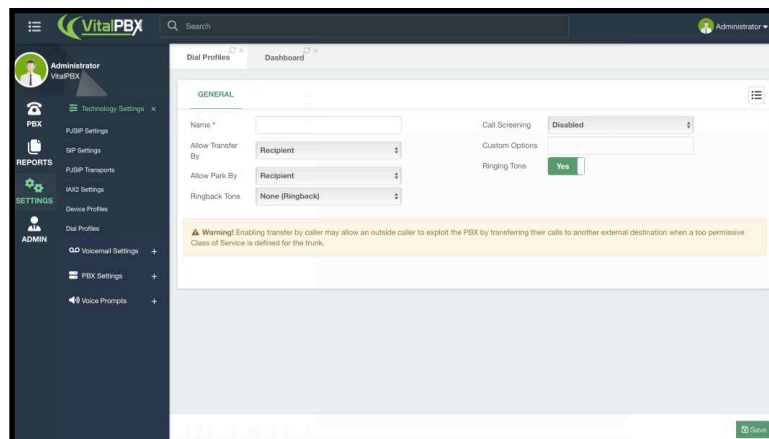 VitalPBX
Search
Administrator
Administrator
VitalPBX
Dial Profiles
Dashboard
PBX
REPORTS
SETTINGS
ADMIN
Technology Settings
PJSIP Settings
SIP Settings
PJSIP Transports
IAX2 Settings
Device Profiles
Dial Profiles
Voicemail Settings +
PBX Settings +
Voice Prompts +
GENERAL
Name *
Allow Transfer By
Recipient
Allow Park By
Recipient
Ringback Tone
None (Ringback)
Call Screening
Disabled
Custom Options
Ringing Tone
Yes
Warning! Enabling transfer by caller may allow an outside caller to exploit the PBX by transferring their calls to another external destination when a too permissive
Class of Service is defined for the trunk.
Save